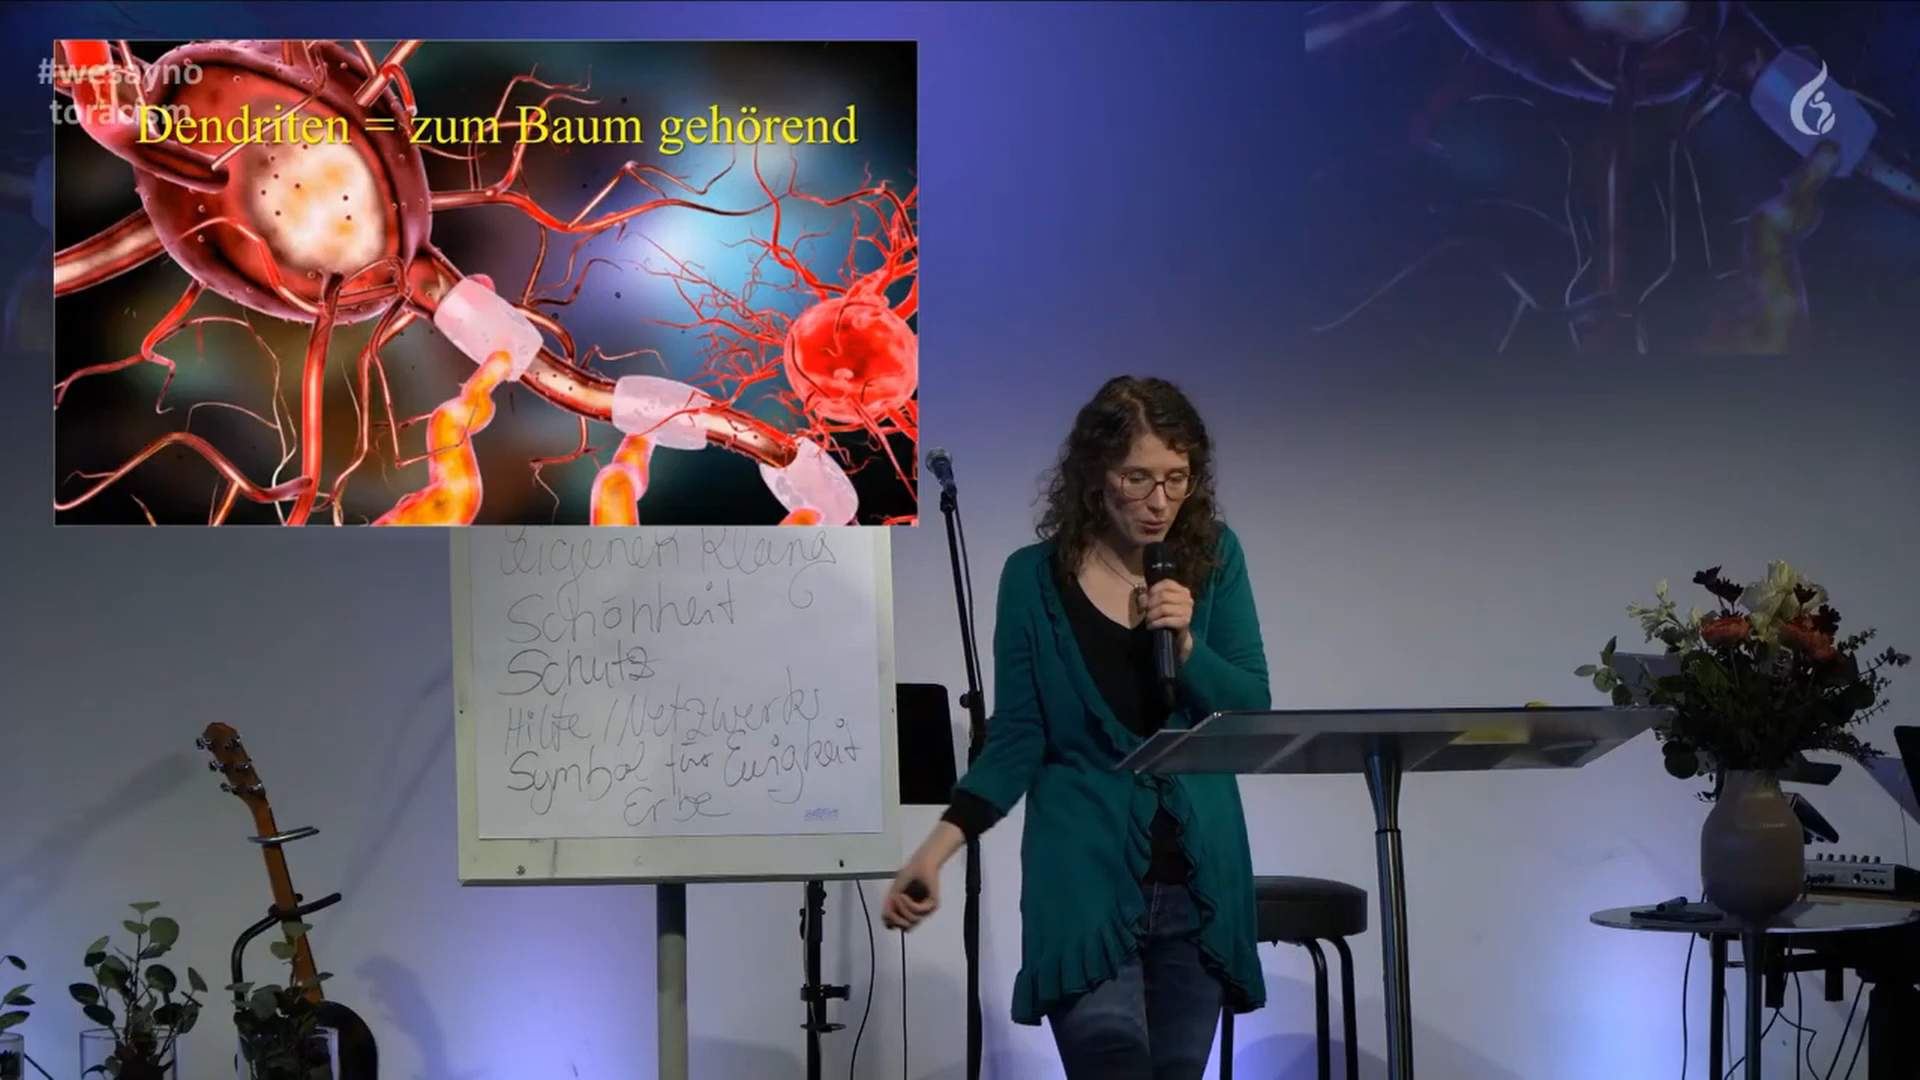 #wesayno
toracism
Dendriten = zum Baum gehörend
eigenen Klang
Schönheit
Schutz
Hilfe / Netzwerk
Symbol für Ewigkeit
Erbe